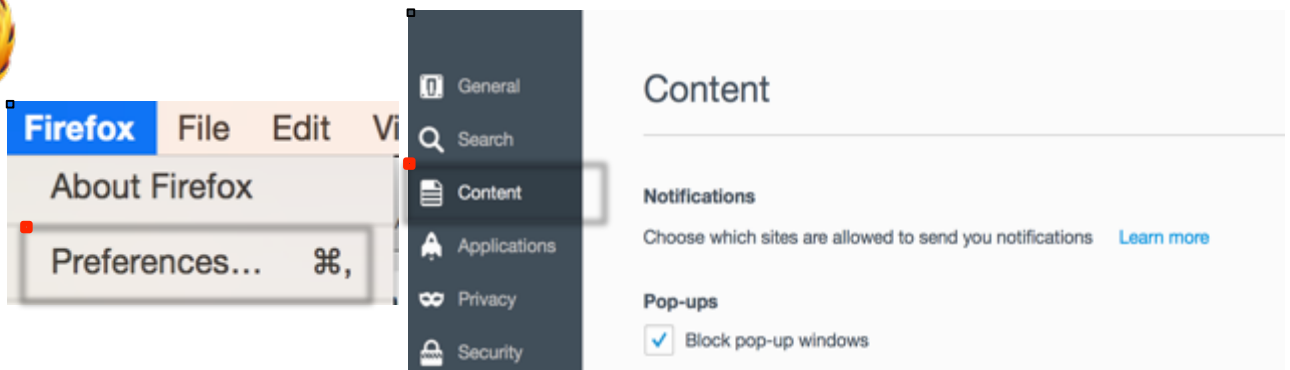 Firefox File Edit
About Firefox
Preferences... ⌘,
General
Search
Content
Applications
Privacy
Security
Content
Notifications
Choose which sites are allowed to send you notifications Learn more
Pop-ups
Block pop-up windows